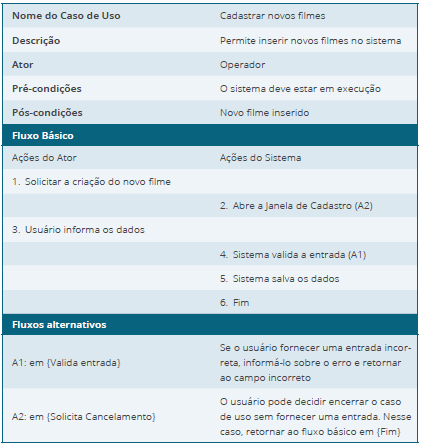 Nome do Caso de Uso Cadastrar novos filmes
Descrição Permite inserir novos filmes no sistema
Ator Operador
Pré-condições O sistema deve estar em execução
Pós-condições Novo filme inserido
Fluxo Básico
Ações do Ator Ações do Sistema
1. Solicitar a criação do novo filme
2. Abre a Janela de Cadastro (A2)
3. Usuário informa os dados
4. Sistema valida a entrada (A1)
5. Sistema salva os dados
6. Fim
Fluxos alternativos
A1: em {Valida entrada}
Se o usuário fornecer uma entrada incor-
reta, informá-lo sobre o erro e retornar
ao campo incorreto
A2: em {Solicita Cancelamento}
O usuário pode decidir encerrar o caso
de uso sem fornecer uma entrada. Nesse
caso, retornar ao fluxo básico em {Fim}